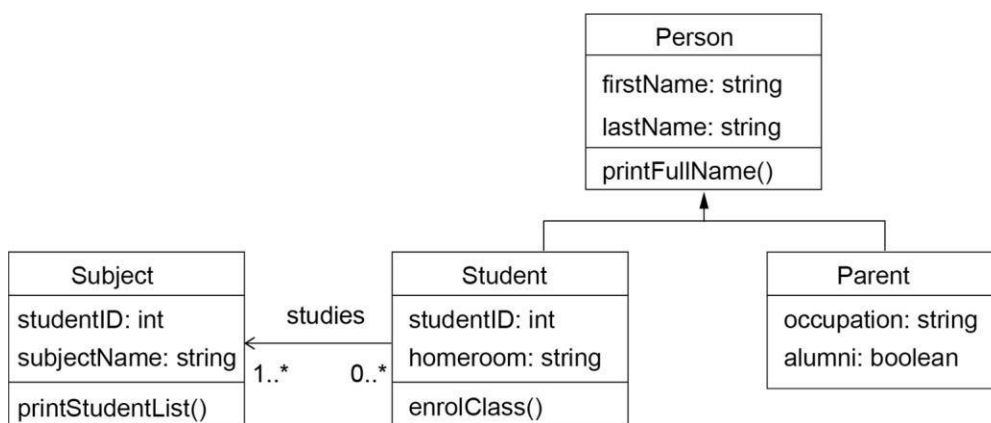 Person
firstName: string
lastName: string
printFullName()
Subject
studentID: int
subjectName: string
printStudentList()
studies
1..*
0..*
Student
studentID: int
homeroom: string
enrolClass()
Parent
occupation: string
alumni: boolean